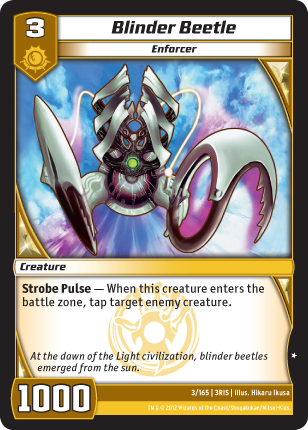 3
Blinder Beetle
Enforcer
Creature
Strobe Pulse — When this creature enters the
battle zone, tap target enemy creature.
At the dawn of the Light civilization, blinder beetles
emerged from the sun.
1000
3/165 | 3RIS | Illus. Hikaru Ikusa
TM & © 2012 Wizards of the Coast/Shogakukan/Mitsui-Kids